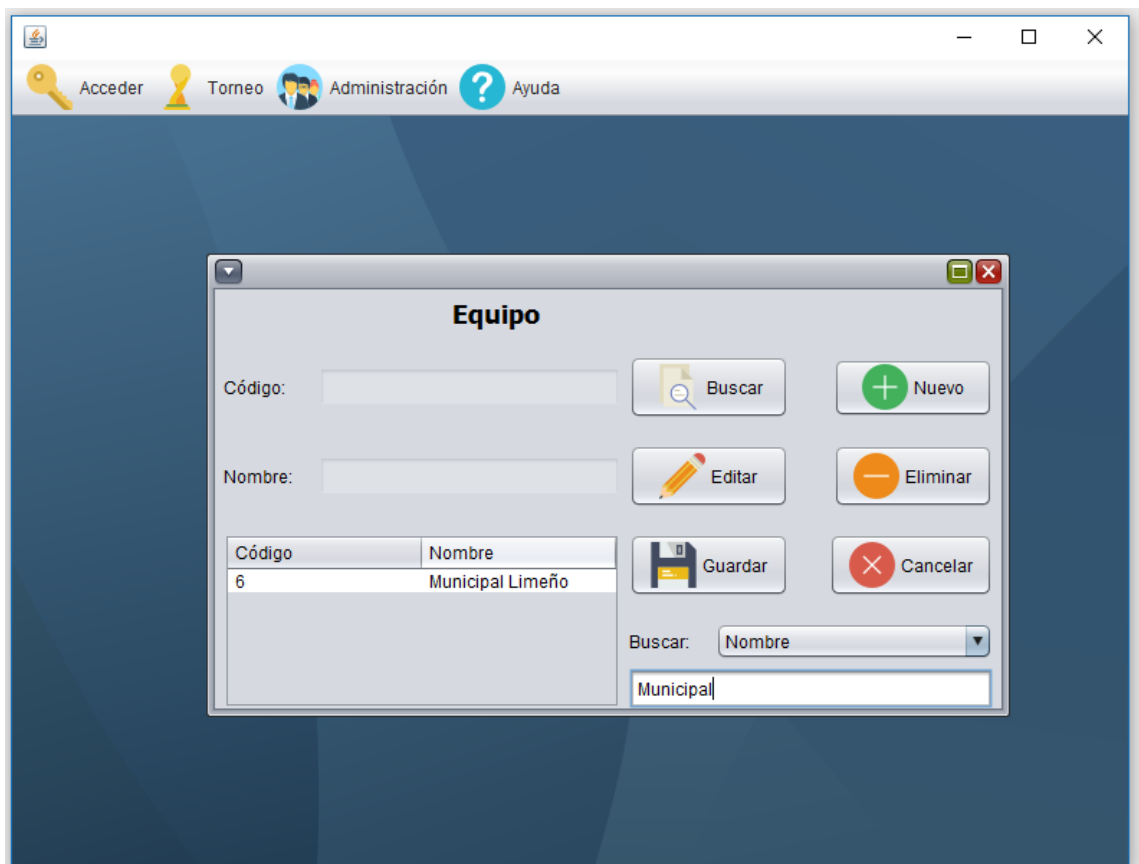 Acceder Torneo Administración Ayuda
Equipo
Código: Buscar Nuevo
Nombre: Editar Eliminar
Código Nombre
6 Municipal Limeño
Guardar Cancelar
Buscar: Nombre
Municipal